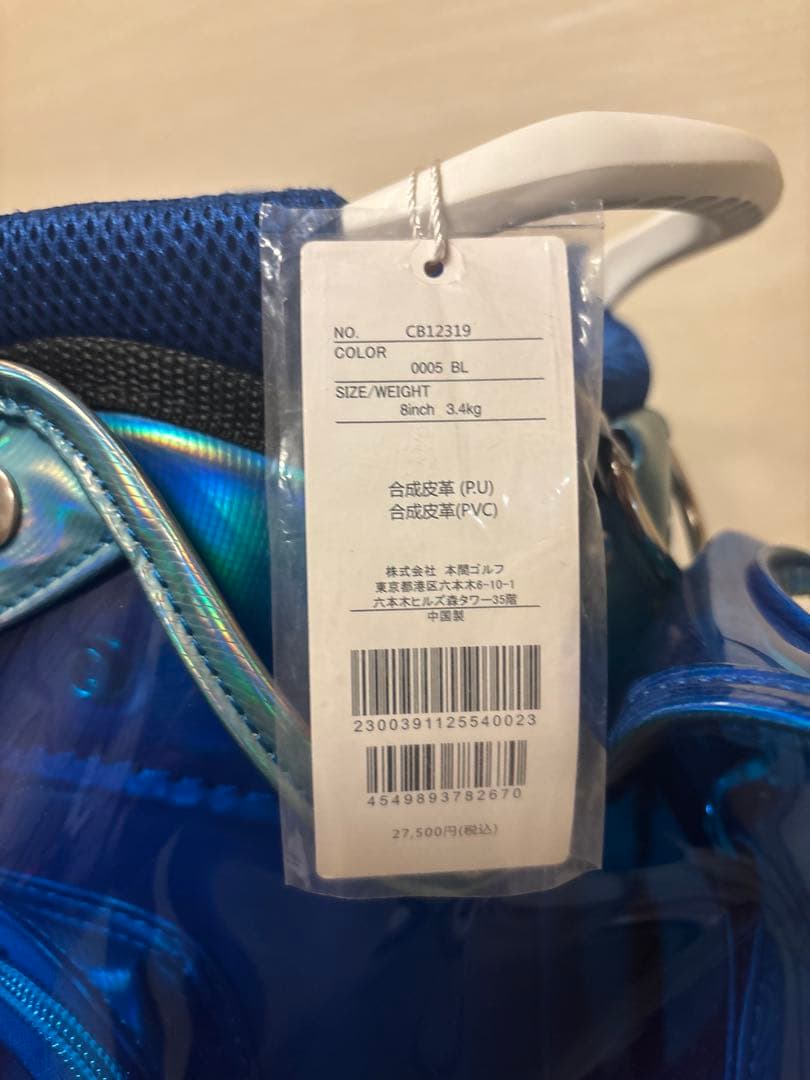 NO. CB12319
COLOR
0005 BL
SIZE/WEIGHT
8inch 3.4kg
合成皮革 (P.U)
合成皮革(PVC)
株式会社 本間ゴルフ
東京都港区六本木6-10-1
六本木ヒルズ森タワー35階
中国製
2300391125540023
4549893782670
27,500円(税込)